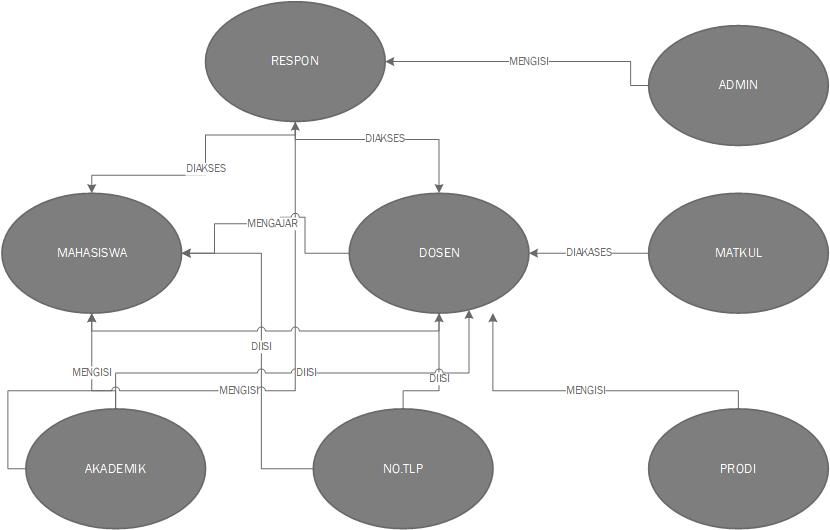 RESPON
MENGISI
ADMIN
DIAKSES
DIAKSES
MENGAJAR
MAHASISWA
DOSEN
DIAKASES
MATKUL
DIISI
MENGISI
DIISI
DIISI
MENGISI
MENGISI
AKADEMIK
NO.TLP
PRODI